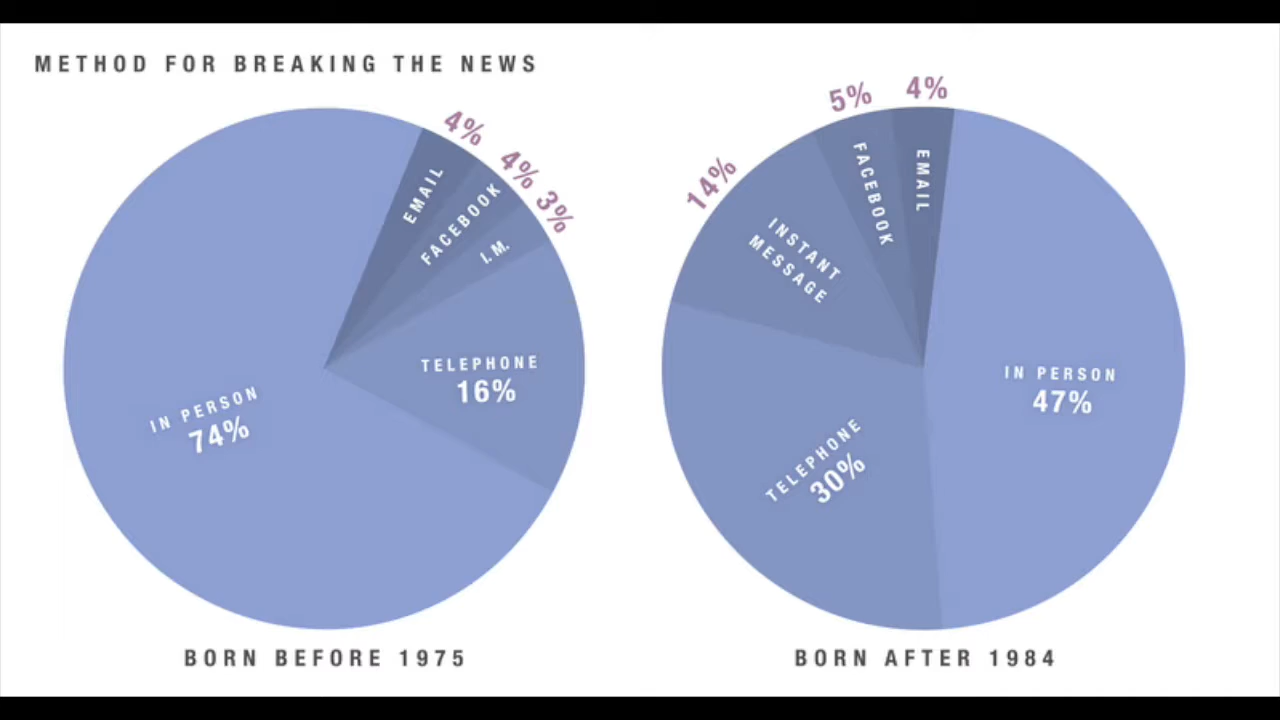 METHOD FOR BREAKING THE NEWS
4%
4%
3%
EMAIL
FACEBOOK
I.M.
TELEPHONE
16%
IN PERSON
74%
BORN BEFORE 1975
14%
5%
4%
INSTANT
MESSAGE
FACEBOOK
EMAIL
IN PERSON
47%
TELEPHONE
30%
BORN AFTER 1984